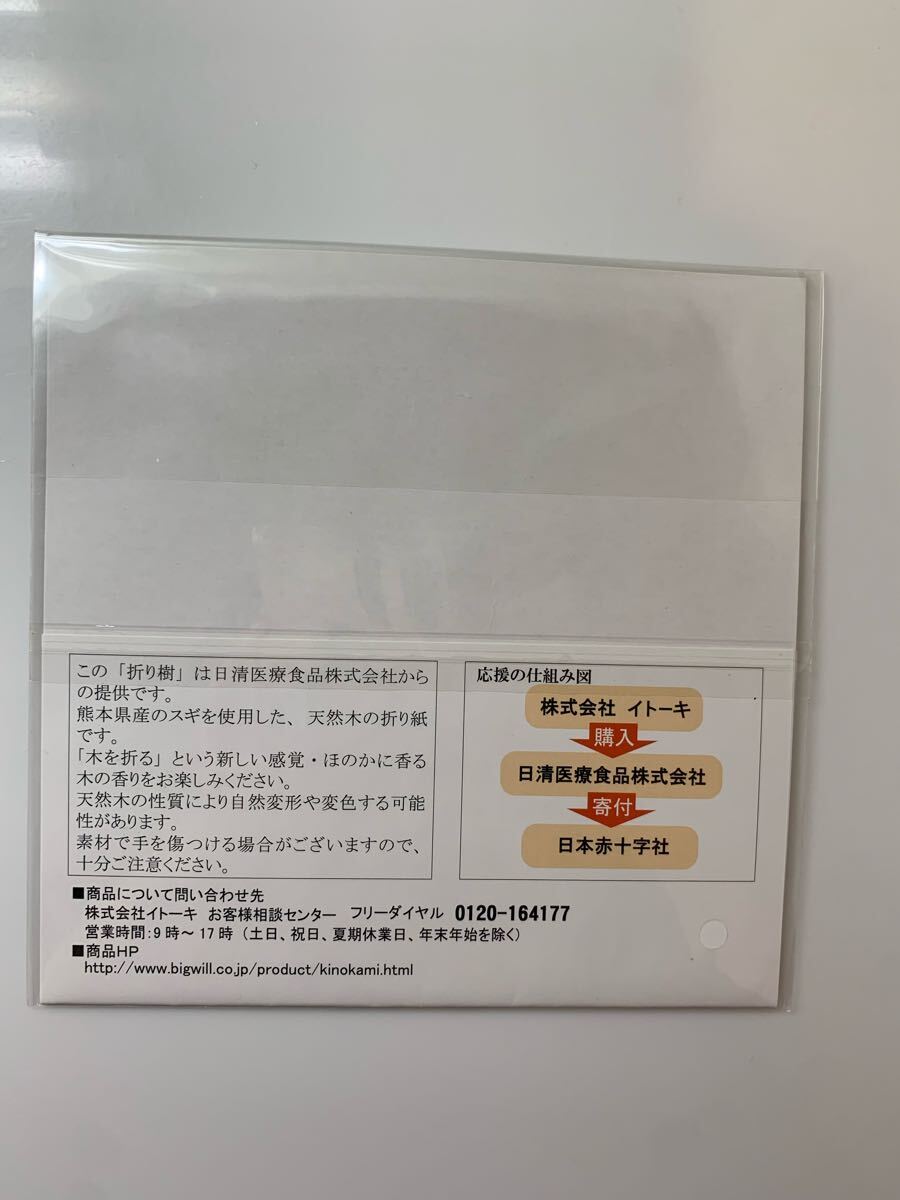 この「折り樹」は日清医療食品株式会社から
の提供です。
熊本県産のスギを使用した、天然木の折り紙
です。
「木を折る」という新しい感覚・ほのかに香る
木の香りをお楽しみください。
天然木の性質により自然変形や変色する可能
性があります。
素材で手を傷つける場合がございますので、
十分ご注意ください。
応援の仕組み図
株式会社 イトーキ
購入
日清医療食品株式会社
寄付
日本赤十字社
■商品について問い合わせ先
株式会社イトーキ お客様相談センター フリーダイヤル 0120-164177
営業時間:9時～17時（土日、祝日、夏期休業日、年末年始を除く）
■商品HP
http://www.bigwill.co.jp/product/kinokami.html